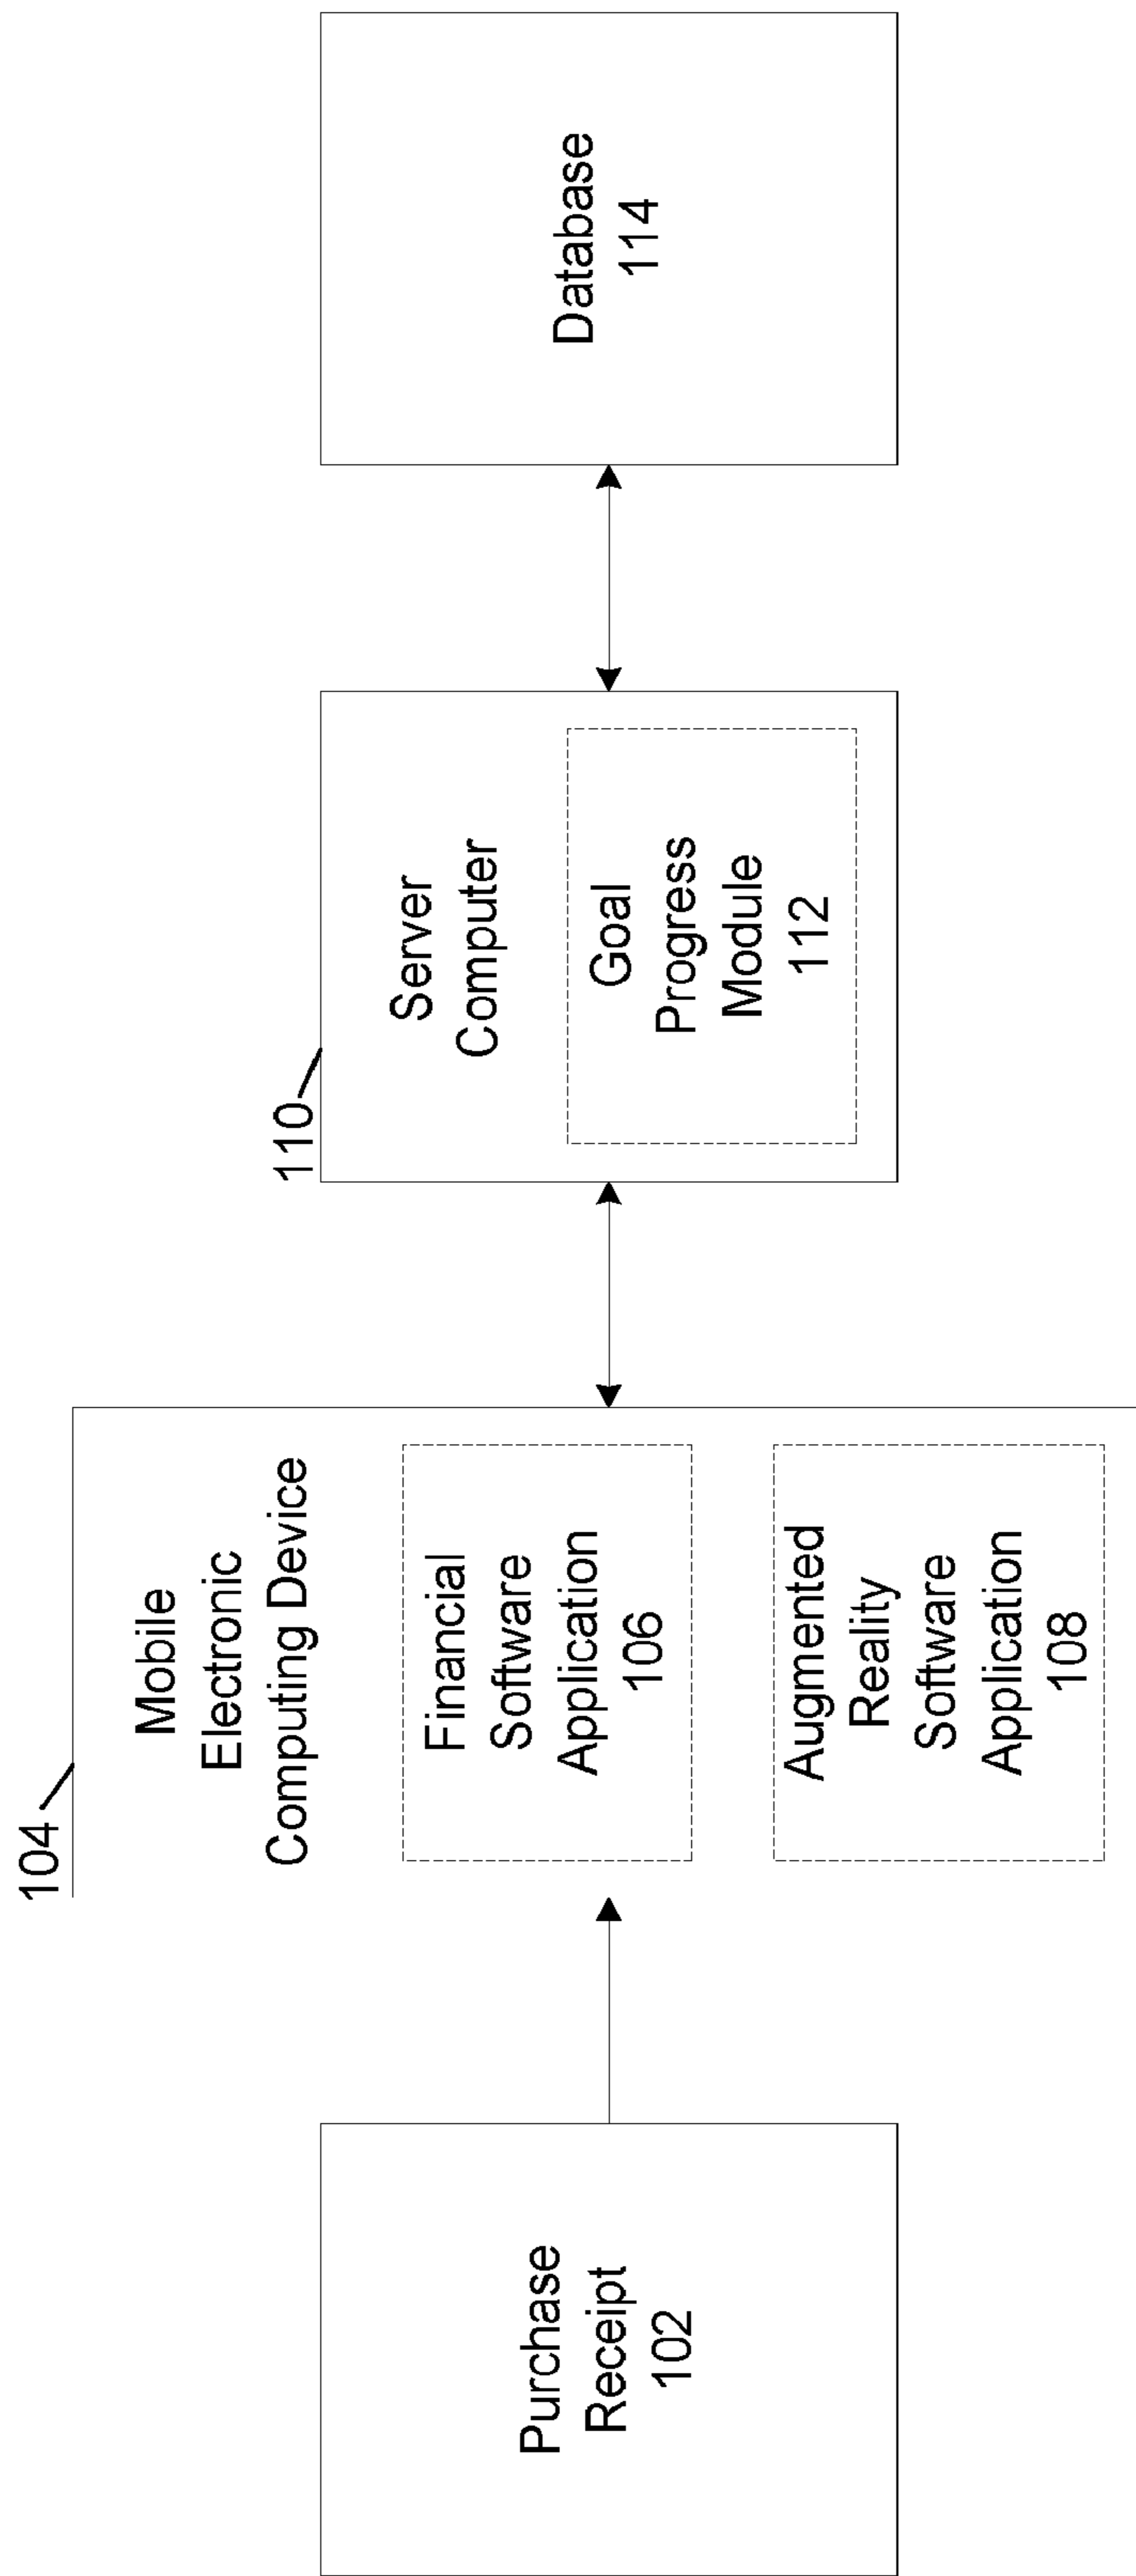 Purchase
Receipt
102
104
Mobile
Electronic
Computing Device
Financial
Software
Application
106
Augmented
Reality
Software
Application
108
110
Server
Computer
Goal
Progress
Module
112
Database
114